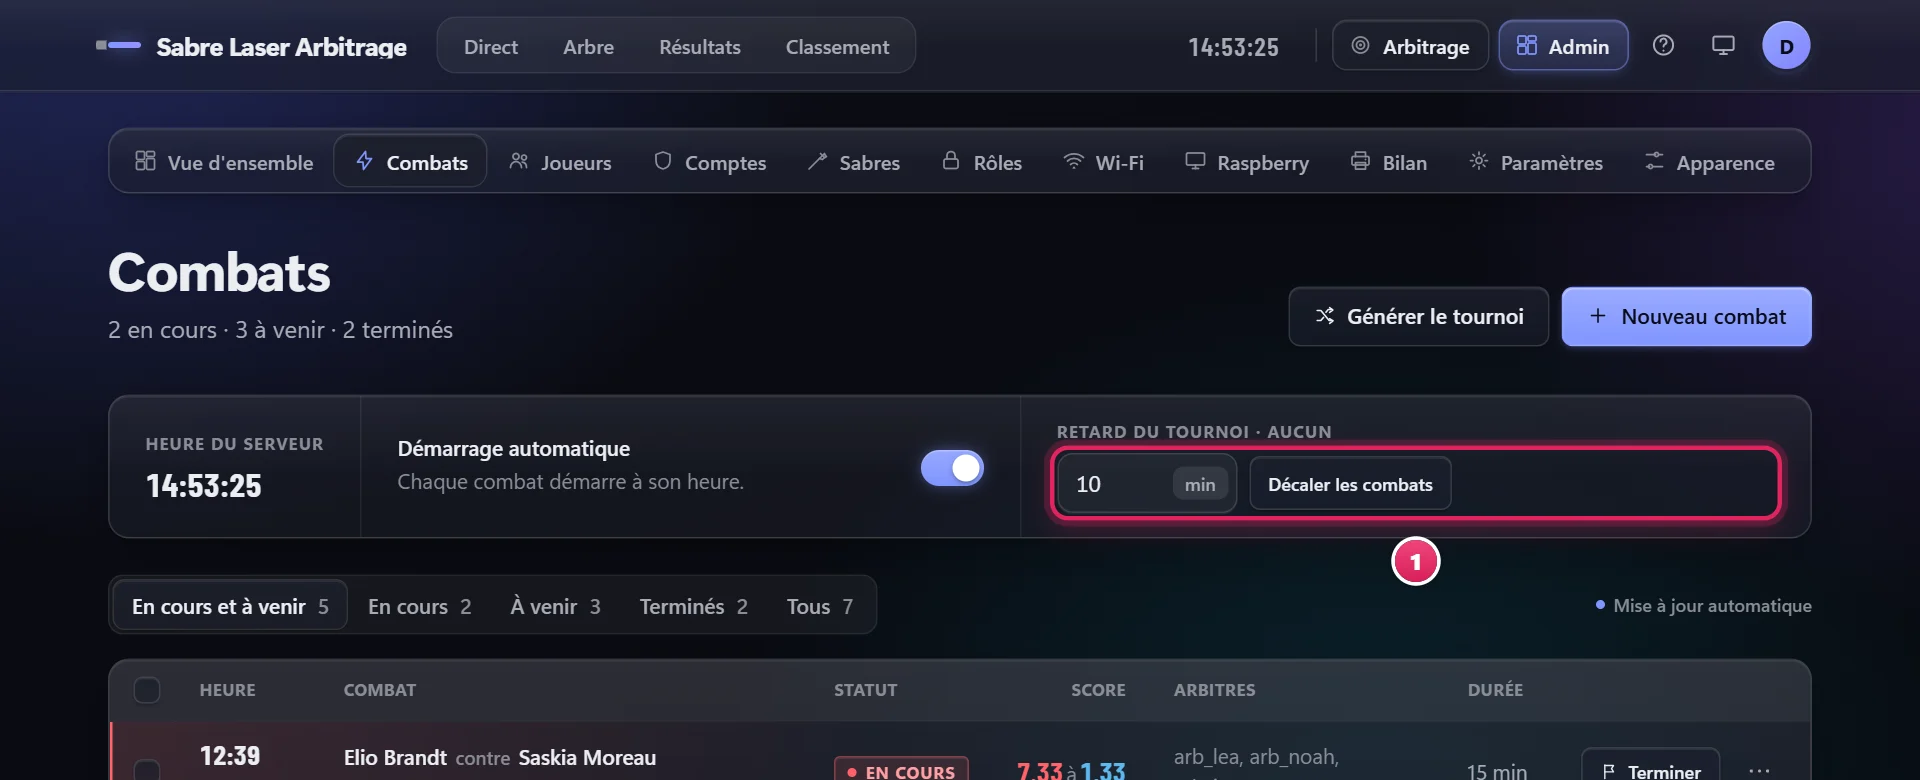 Sabre Laser Arbitrage
Direct Arbre Résultats Classement
14:53:25
Arbitrage
Admin
D
Vue d'ensemble Combats Joueurs Comptes Sabres Rôles Wi-Fi Raspberry Bilan Paramètres Apparence
Combats
2 en cours · 3 à venir · 2 terminés
Générer le tournoi
+ Nouveau combat
HEURE DU SERVEUR
14:53:25
Démarrage automatique
Chaque combat démarre à son heure.
RETARD DU TOURNOI · AUCUN
10 min
Décaler les combats
1
En cours et à venir 5 En cours 2 À venir 3 Terminés 2 Tous 7
Mise à jour automatique
HEURE COMBAT STATUT SCORE ARBITRES DURÉE
12:39 Elio Brandt contre Saskia Moreau EN COURS 7,33 à 1,33 arb_lea, arb_noah, 15 min Terminer ...